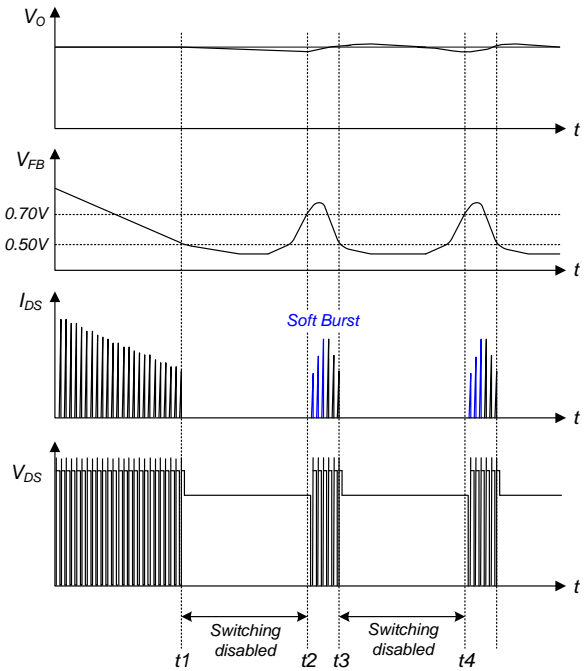 VO
t
VFB
0.70V
0.50V
t
IDS
Soft Burst
t
VDS
t
Switching
disabled
Switching
disabled
t1
t2
t3
t4